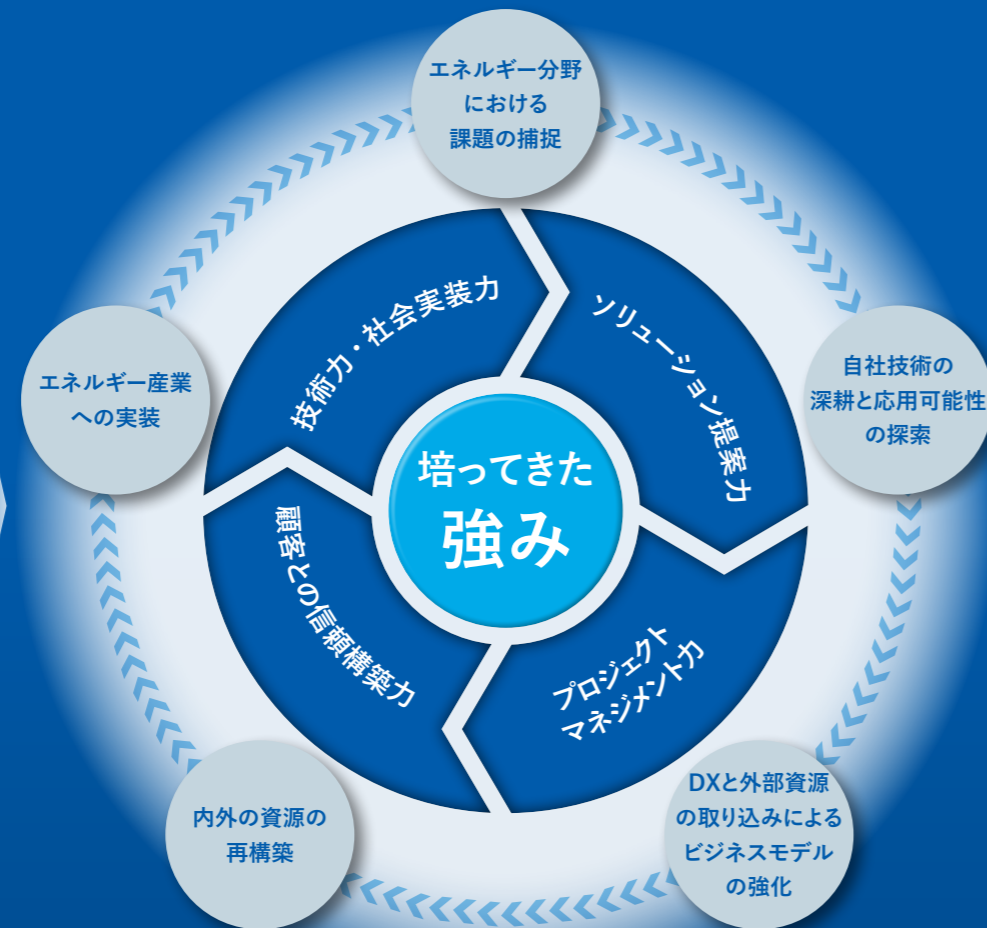 エネルギー分野
における
課題の捕捉
自社技術の
深耕と応用可能性
の探索
DXと外部資源
の取り込みによる
ビジネスモデル
の強化
内外の資源の
再構築
エネルギー産業
への実装
技術力・社会実装力
ソリューション提案力
プロジェクト
マネジメント力
顧客との信頼構築力
培ってきた
強み